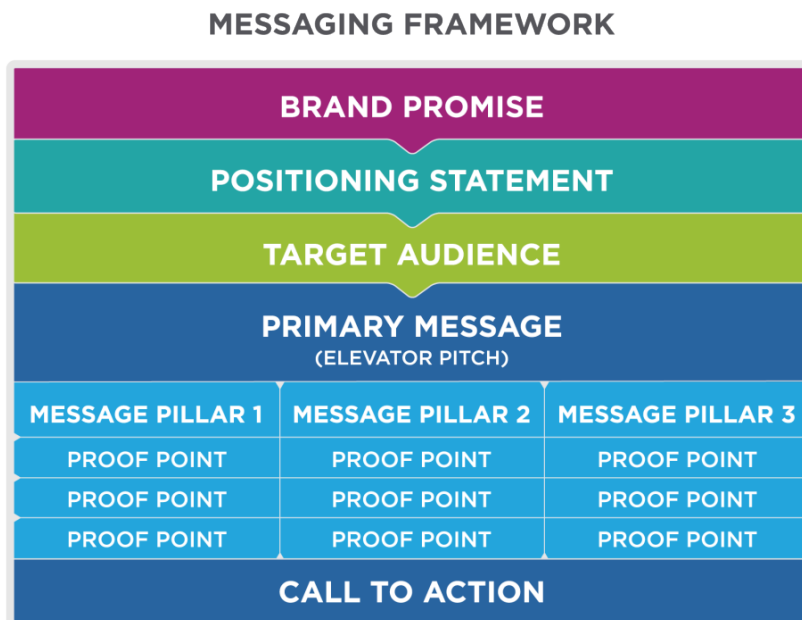 MESSAGING FRAMEWORK
BRAND PROMISE
POSITIONING STATEMENT
TARGET AUDIENCE
PRIMARY MESSAGE
(ELEVATOR PITCH)
MESSAGE PILLAR 1 MESSAGE PILLAR 2 MESSAGE PILLAR 3
PROOF POINT PROOF POINT PROOF POINT
PROOF POINT PROOF POINT PROOF POINT
PROOF POINT PROOF POINT PROOF POINT
CALL TO ACTION